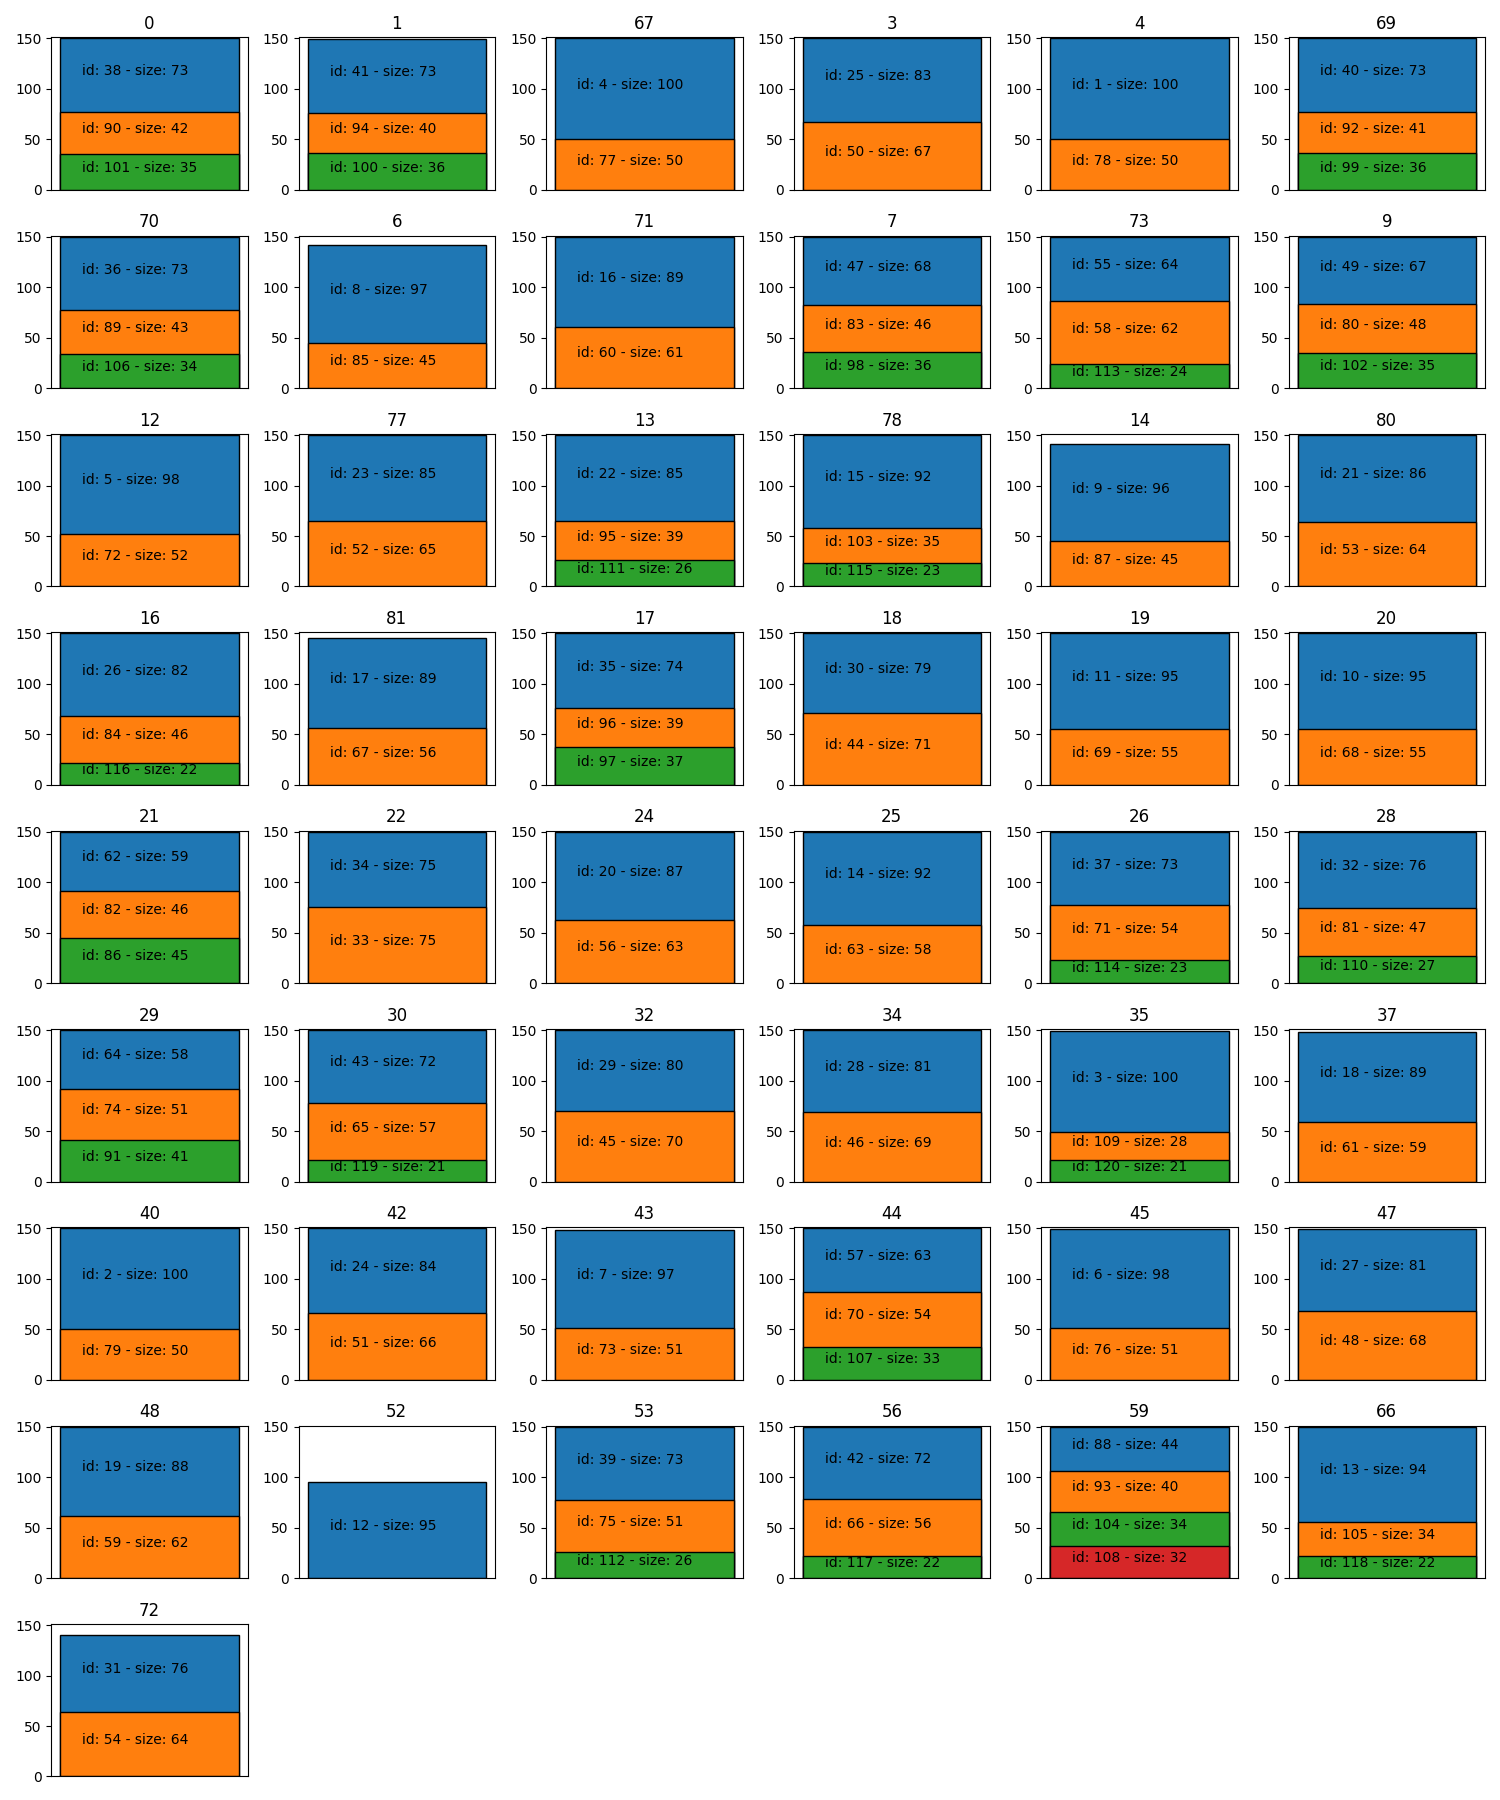 0
150
100
50
0
id: 38 - size: 73
id: 90 - size: 42
id: 101 - size: 35
1
150
100
50
0
id: 41 - size: 73
id: 94 - size: 40
id: 100 - size: 36
67
150
100
50
0
id: 4 - size: 100
id: 77 - size: 50
3
150
100
50
0
id: 25 - size: 83
id: 50 - size: 67
4
150
100
50
0
id: 1 - size: 100
id: 78 - size: 50
69
150
100
50
0
id: 40 - size: 73
id: 92 - size: 41
id: 99 - size: 36
70
150
100
50
0
id: 36 - size: 73
id: 89 - size: 43
id: 106 - size: 34
6
150
100
50
0
id: 8 - size: 97
id: 85 - size: 45
71
150
100
50
0
id: 16 - size: 89
id: 60 - size: 61
7
150
100
50
0
id: 47 - size: 68
id: 83 - size: 46
id: 98 - size: 36
73
150
100
50
0
id: 55 - size: 64
id: 58 - size: 62
id: 113 - size: 24
9
150
100
50
0
id: 49 - size: 67
id: 80 - size: 48
id: 102 - size: 35
12
150
100
50
0
id: 5 - size: 98
id: 72 - size: 52
77
150
100
50
0
id: 23 - size: 85
id: 52 - size: 65
13
150
100
50
0
id: 22 - size: 85
id: 95 - size: 39
id: 111 - size: 26
78
150
100
50
0
id: 15 - size: 92
id: 103 - size: 35
id: 115 - size: 23
14
150
100
50
0
id: 9 - size: 96
id: 87 - size: 45
80
150
100
50
0
id: 21 - size: 86
id: 53 - size: 64
16
150
100
50
0
id: 26 - size: 82
id: 84 - size: 46
id: 116 - size: 22
81
150
100
50
0
id: 17 - size: 89
id: 67 - size: 56
17
150
100
50
0
id: 35 - size: 74
id: 96 - size: 39
id: 97 - size: 37
18
150
100
50
0
id: 30 - size: 79
id: 44 - size: 71
19
150
100
50
0
id: 11 - size: 95
id: 69 - size: 55
20
150
100
50
0
id: 10 - size: 95
id: 68 - size: 55
21
150
100
50
0
id: 62 - size: 59
id: 82 - size: 46
id: 86 - size: 45
22
150
100
50
0
id: 34 - size: 75
id: 33 - size: 75
24
150
100
50
0
id: 20 - size: 87
id: 56 - size: 63
25
150
100
50
0
id: 14 - size: 92
id: 63 - size: 58
26
150
100
50
0
id: 37 - size: 73
id: 71 - size: 54
id: 114 - size: 23
28
150
100
50
0
id: 32 - size: 76
id: 81 - size: 47
id: 110 - size: 27
29
150
100
50
0
id: 64 - size: 58
id: 74 - size: 51
id: 91 - size: 41
30
150
100
50
0
id: 43 - size: 72
id: 65 - size: 57
id: 119 - size: 21
32
150
100
50
0
id: 29 - size: 80
id: 45 - size: 70
34
150
100
50
0
id: 28 - size: 81
id: 46 - size: 69
35
150
100
50
0
id: 3 - size: 100
id: 109 - size: 28
id: 120 - size: 21
37
150
100
50
0
id: 18 - size: 89
id: 61 - size: 59
40
150
100
50
0
id: 2 - size: 100
id: 79 - size: 50
42
150
100
50
0
id: 24 - size: 84
id: 51 - size: 66
43
150
100
50
0
id: 7 - size: 97
id: 73 - size: 51
44
150
100
50
0
id: 57 - size: 63
id: 70 - size: 54
id: 107 - size: 33
45
150
100
50
0
id: 6 - size: 98
id: 76 - size: 51
47
150
100
50
0
id: 27 - size: 81
id: 48 - size: 68
48
150
100
50
0
id: 19 - size: 88
id: 59 - size: 62
52
150
100
50
0
id: 12 - size: 95
53
150
100
50
0
id: 39 - size: 73
id: 75 - size: 51
id: 112 - size: 26
56
150
100
50
0
id: 42 - size: 72
id: 66 - size: 56
id: 117 - size: 22
59
150
100
50
0
id: 88 - size: 44
id: 93 - size: 40
id: 104 - size: 34
id: 108 - size: 32
66
150
100
50
0
id: 13 - size: 94
id: 105 - size: 34
id: 118 - size: 22
72
150
100
50
0
id: 31 - size: 76
id: 54 - size: 64